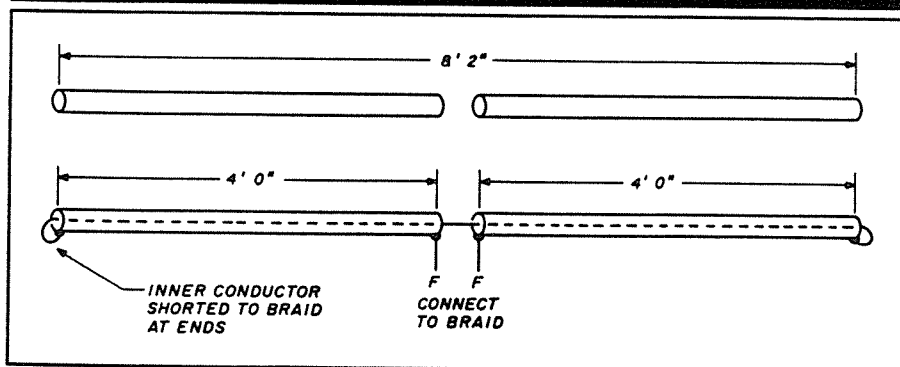 8' 2"
4' 0"
4' 0"
INNER CONDUCTOR
SHORTED TO BRAID
AT ENDS
F F
CONNECT
TO BRAID